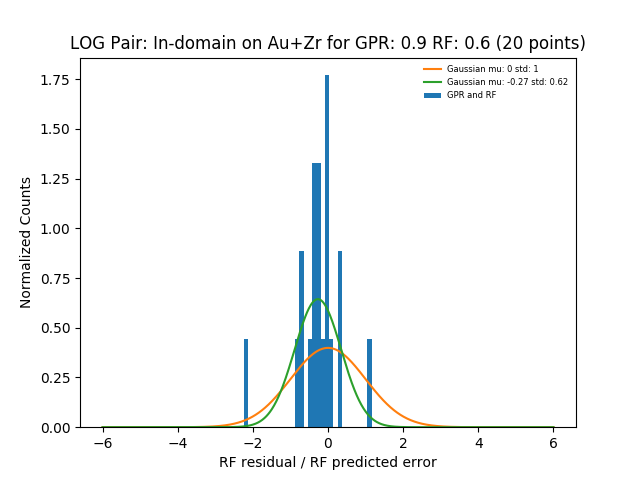 LOG Pair: In-domain on Au+Zr for GPR: 0.9 RF: 0.6 (20 points)
Gaussian mu: 0 std: 1
Gaussian mu: -0.27 std: 0.62
GPR and RF
Normalized Counts
1.75
1.50
1.25
1.00
0.75
0.50
0.25
0.00
−6
−4
−2
0
2
4
6
RF residual / RF predicted error